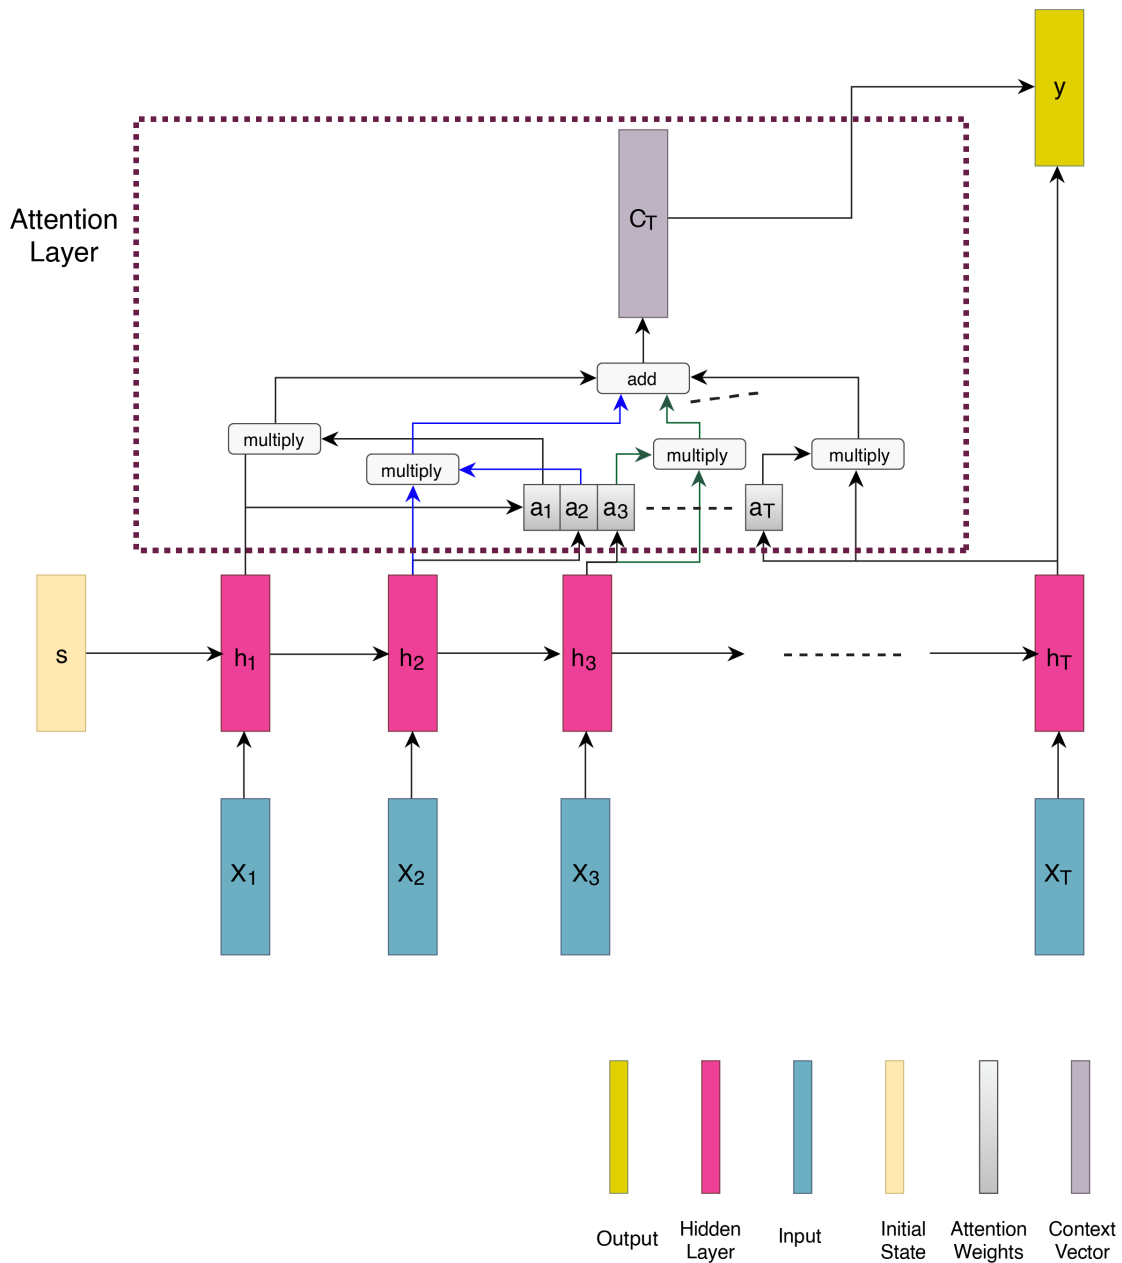 y
Attention
Layer
CT
add
multiply
multiply
multiply
multiply
a1 a2 a3 aT
s
h1 h2 h3 hT
X1 X2 X3 XT
Output
Hidden
Layer
Input
Initial
State
Attention
Weights
Context
Vector